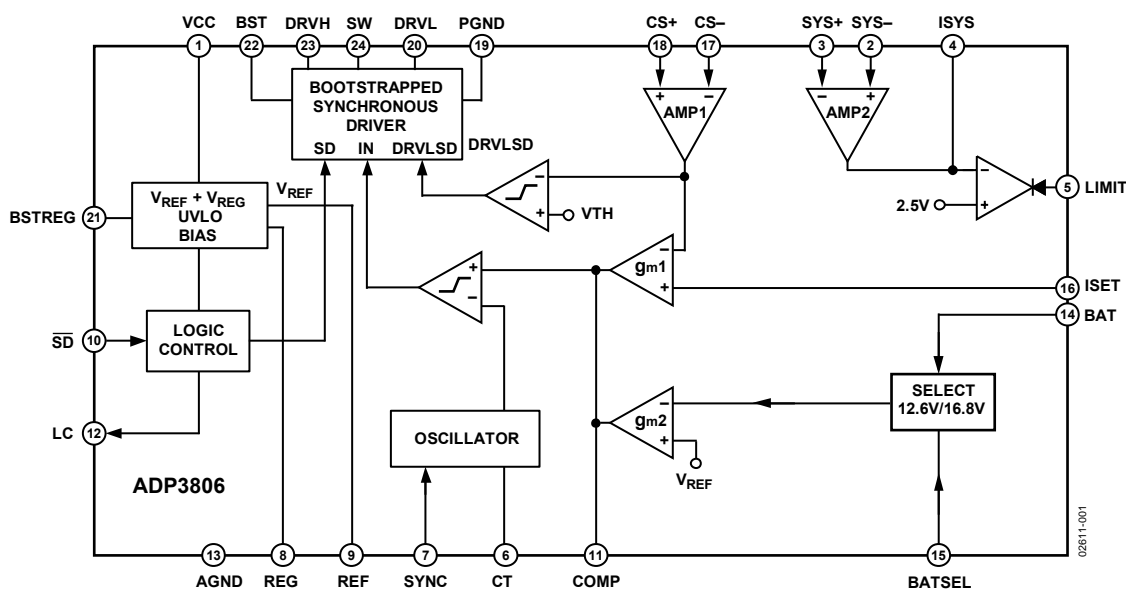 VCC BST DRVH SW DRVL PGND CS+ CS– SYS+ SYS– ISYS
1 22 23 24 20 19 18 17 3 2 4
BOOTSTRAPPED
SYNCHRONOUS
DRIVER
SD IN DRVLSD
DRVLSD
+ –
AMP1
– +
AMP2
–
+
2.5V
5 LIMIT
–
+
VTH
BSTREG 21
VREF + VREG
UVLO
BIAS
VREF
–
gm1
+
+
–
16 ISET
14 BAT
SD 10
LOGIC
CONTROL
SELECT
12.6V/16.8V
–
gm2
+
VREF
OSCILLATOR
LC 12
ADP3806
13 8 9 7 6 11 15
AGND REG REF SYNC CT COMP BATSEL
02611-001